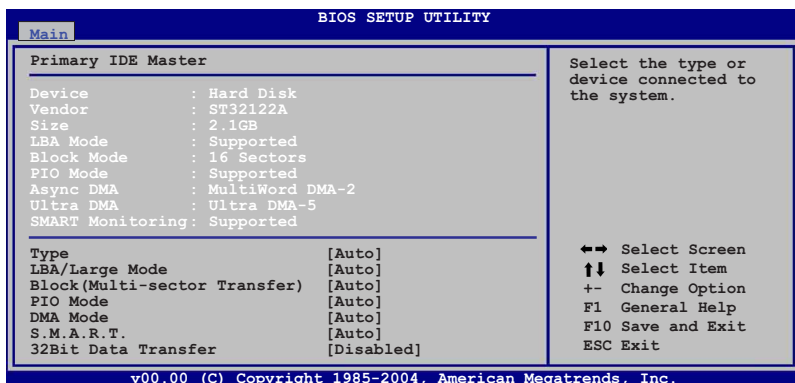 BIOS SETUP UTILITY
Main
Primary IDE Master
Device : Hard Disk
Vendor : ST32122A
Size : 2.1GB
LBA Mode : Supported
Block Mode : 16 Sectors
PIO Mode : Supported
Async DMA : MultiWord DMA-2
Ultra DMA : Ultra DMA-5
SMART Monitoring: Supported
Type [Auto]
LBA/Large Mode [Auto]
Block(Multi-sector Transfer) [Auto]
PIO Mode [Auto]
DMA Mode [Auto]
S.M.A.R.T. [Auto]
32Bit Data Transfer [Disabled]
Select the type or
device connected to
the system.
←→ Select Screen
↑↓ Select Item
+- Change Option
F1 General Help
F10 Save and Exit
ESC Exit
v00.00 (C) Copyright 1985-2004, American Megatrends, Inc.